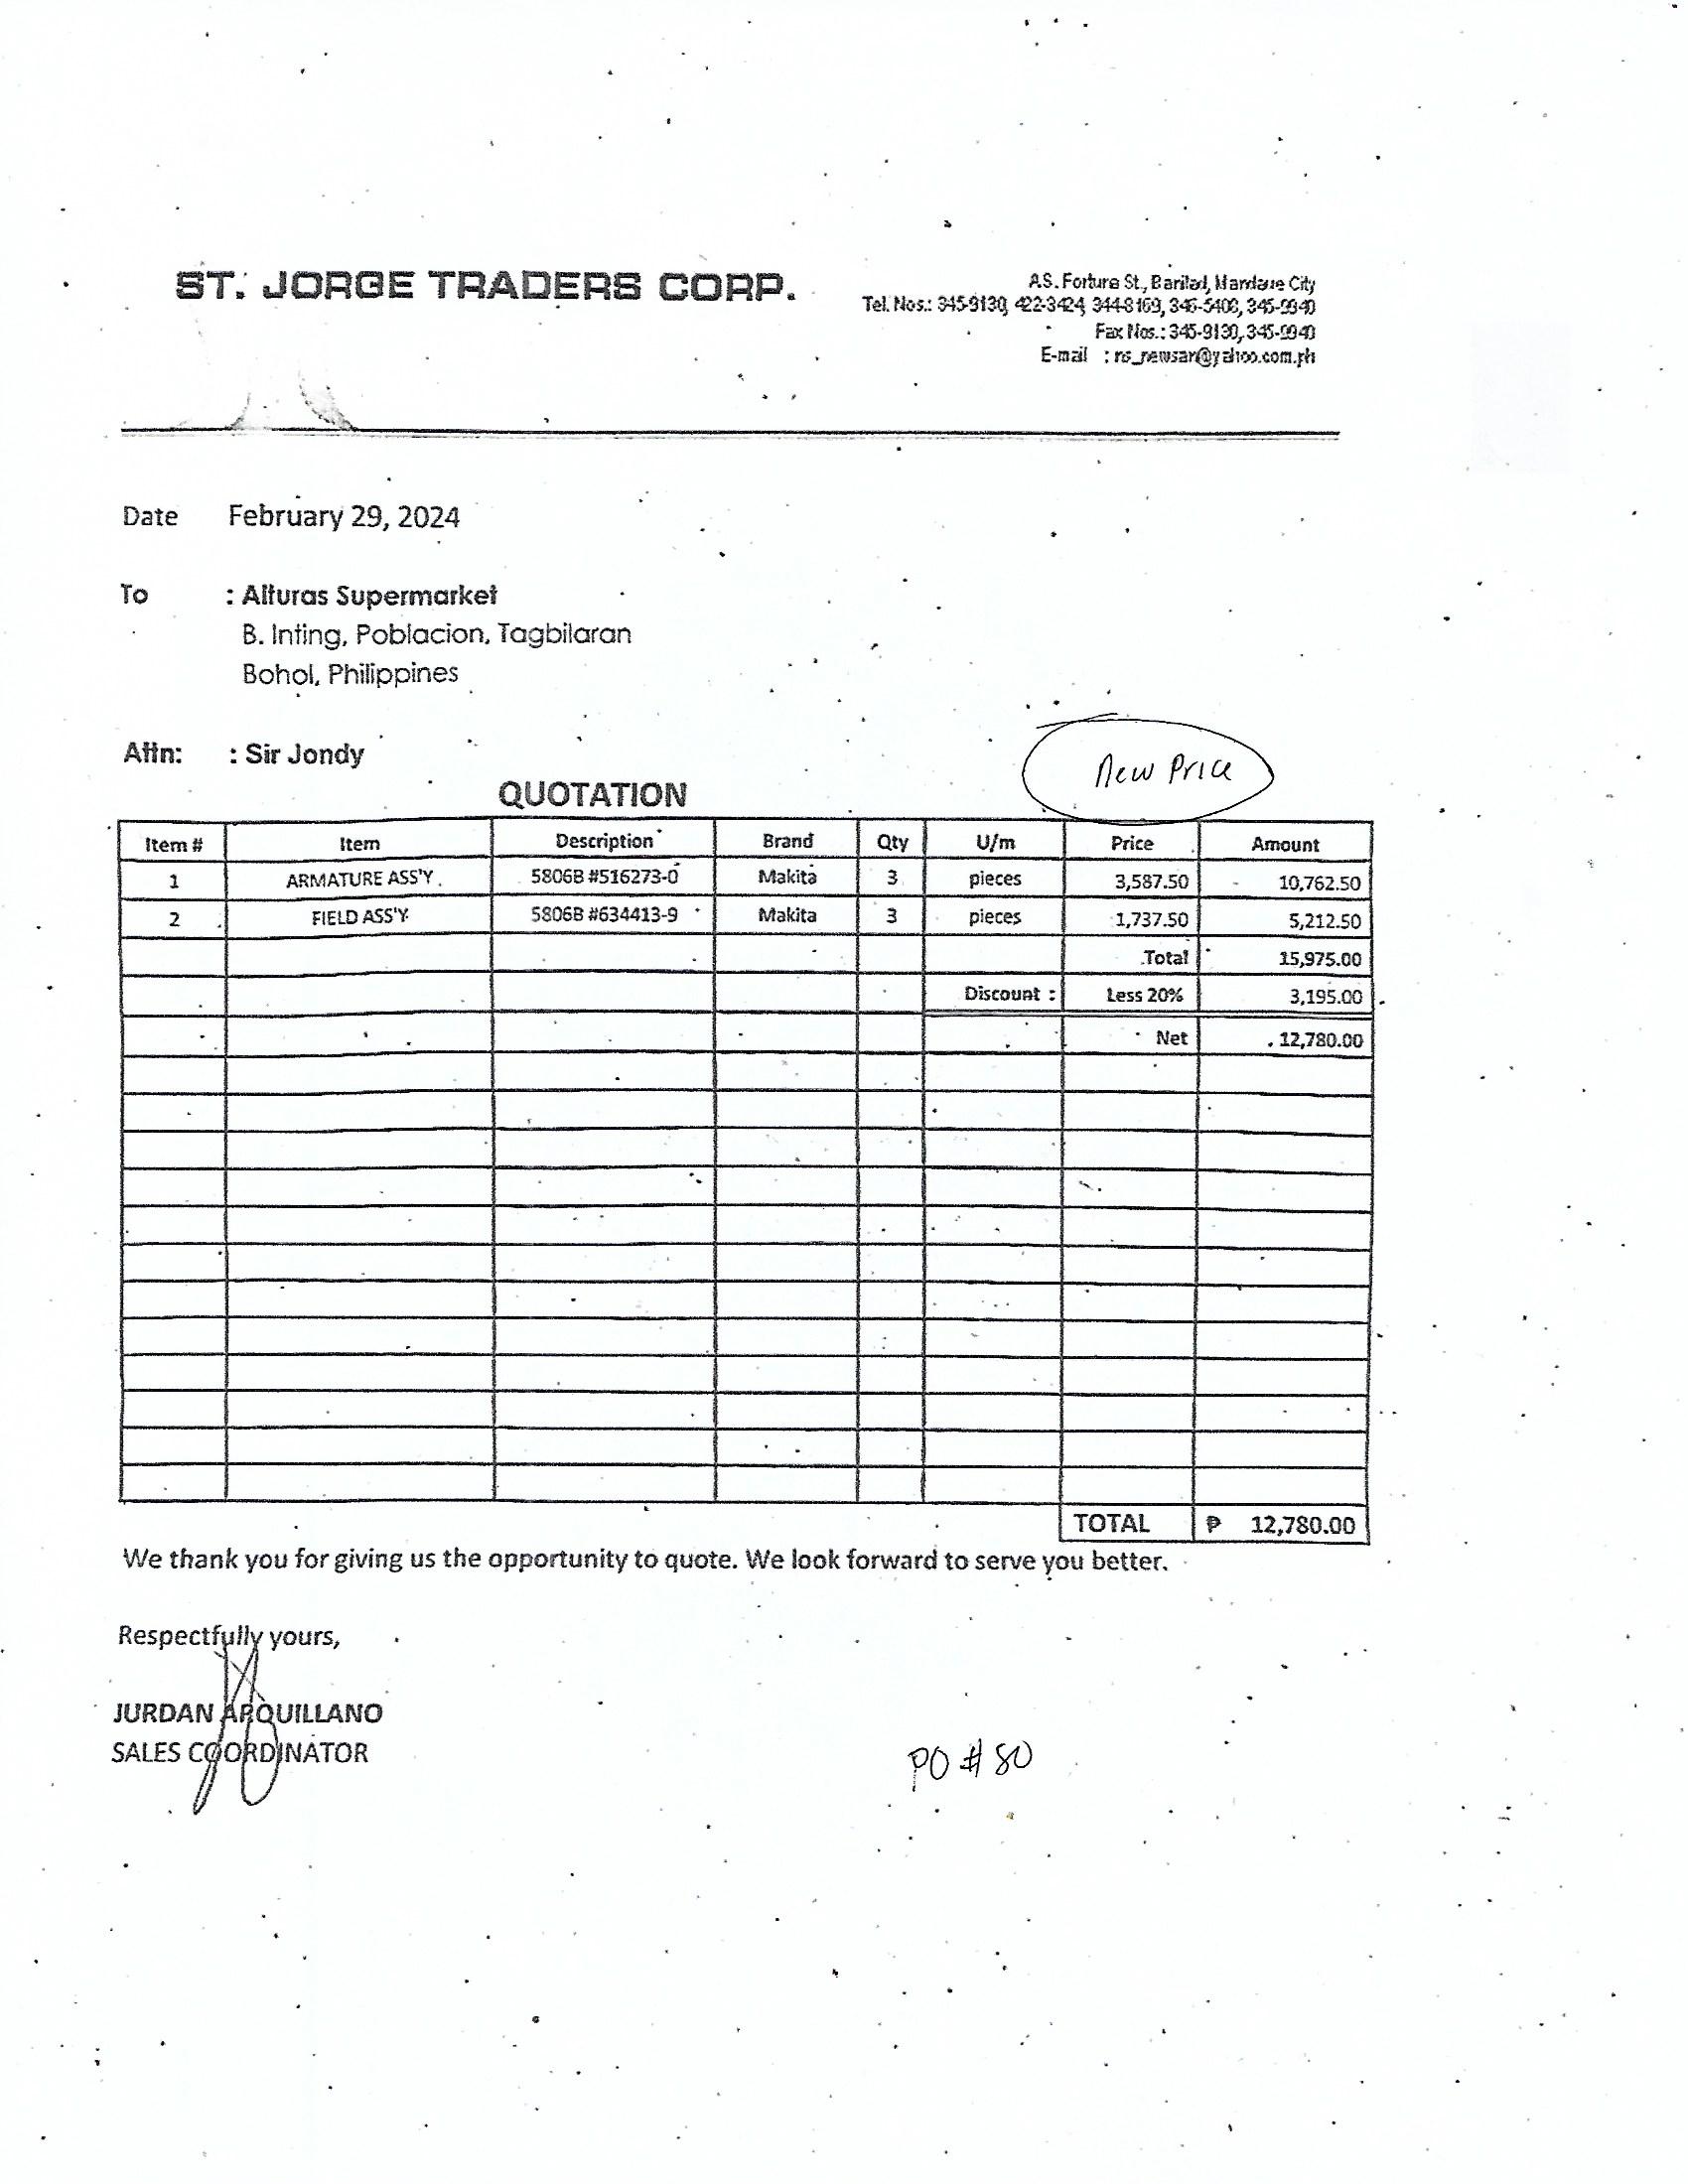 ST. JORGE TRADERS CORP.
A.S. Fortuna St., Banilad, Mandaue City
Tel. Nos.: 345-9130, 422-3424, 344-8169, 346-5408, 345-9940
Fax Nos.: 345-9130, 345-9940
E-mail : ns_newsan@yahoo.com.ph
Date February 29, 2024
To : Alturas Supermarket
B. Inting, Poblacion, Tagbilaran
Bohol, Philippines
Attn: : Sir Jondy
New Price
QUOTATION
Item # Item Description Brand Qty U/m Price Amount
1 ARMATURE ASS'Y 5806B #516273-0 Makita 3 pieces 3,587.50 10,762.50
2 FIELD ASS'Y 5806B #634413-9 Makita 3 pieces 1,737.50 5,212.50
Total 15,975.00
Discount : Less 20% 3,195.00
Net 12,780.00
TOTAL ₱ 12,780.00
We thank you for giving us the opportunity to quote. We look forward to serve you better.
Respectfully yours,
JURDAN ARQUILLANO
SALES COORDINATOR
PO # 80